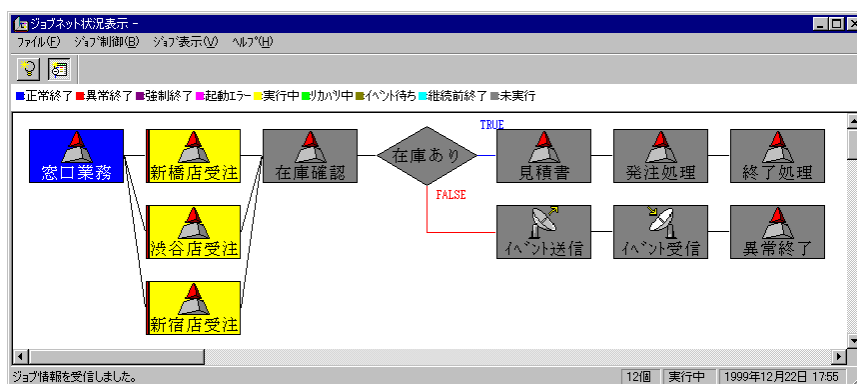 ジョブネット状況表示 -
ファイル(F) ジョブ制御(B) ジョブ表示(V) ヘルプ(H)
■正常終了 ■異常終了 ■強制終了 ■起動エラー ■実行中 ■リカバリ中 ■イベント待ち ■継続前終了 ■未実行
TRUE
窓口業務 新橋店受注 在庫確認 在庫あり 見積書 発注処理 終了処理
FALSE
渋谷店受注 イベント送信 イベント受信 異常終了
新宿店受注
ジョブ情報を受信しました。 12個 実行中 1999年12月22日 17:55